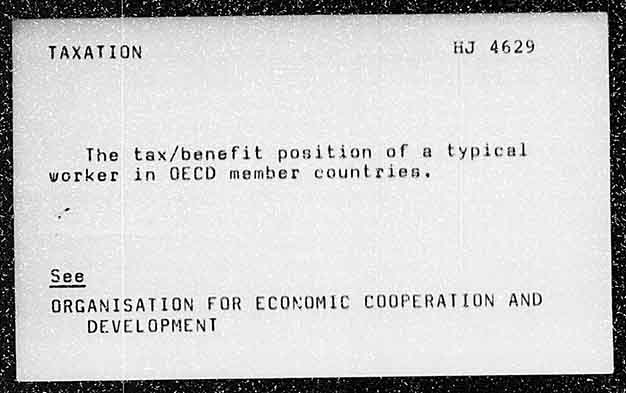 TAXATION HJ 4629
The tax/benefit position of a typical
worker in OECD member countries.
See
ORGANISATION FOR ECONOMIC COOPERATION AND
DEVELOPMENT